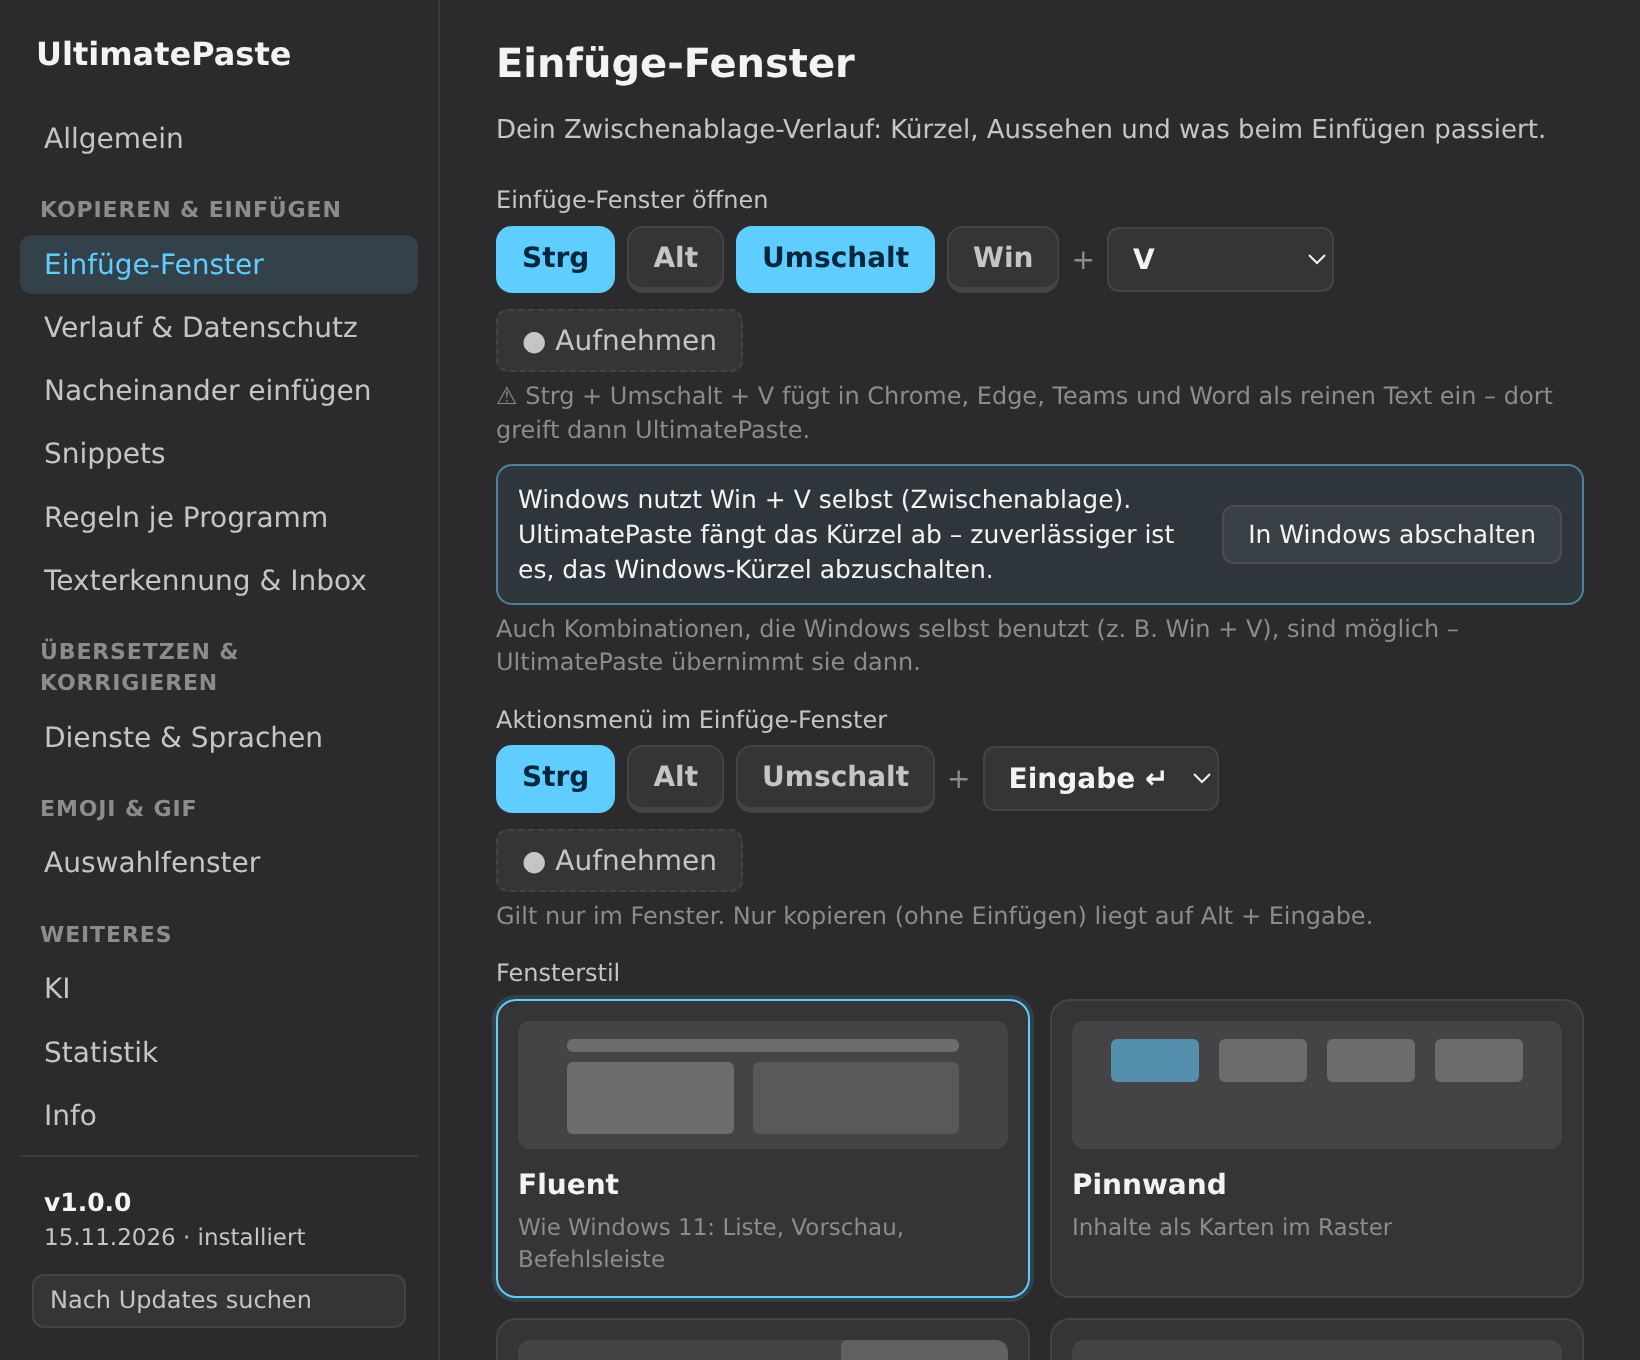 UltimatePaste
Allgemein
KOPIEREN & EINFÜGEN
Einfüge-Fenster
Verlauf & Datenschutz
Nacheinander einfügen
Snippets
Regeln je Programm
Texterkennung & Inbox
ÜBERSETZEN &
KORRIGIEREN
Dienste & Sprachen
EMOJI & GIF
Auswahlfenster
WEITERES
KI
Statistik
Info
v1.0.0
15.11.2026 · installiert
Nach Updates suchen
Einfüge-Fenster
Dein Zwischenablage-Verlauf: Kürzel, Aussehen und was beim Einfügen passiert.
Einfüge-Fenster öffnen
Strg Alt Umschalt Win + V
● Aufnehmen
⚠ Strg + Umschalt + V fügt in Chrome, Edge, Teams und Word als reinen Text ein – dort
greift dann UltimatePaste.
Windows nutzt Win + V selbst (Zwischenablage).
UltimatePaste fängt das Kürzel ab – zuverlässiger ist
es, das Windows-Kürzel abzuschalten.
In Windows abschalten
Auch Kombinationen, die Windows selbst benutzt (z. B. Win + V), sind möglich –
UltimatePaste übernimmt sie dann.
Aktionsmenü im Einfüge-Fenster
Strg Alt Umschalt + Eingabe ↵
● Aufnehmen
Gilt nur im Fenster. Nur kopieren (ohne Einfügen) liegt auf Alt + Eingabe.
Fensterstil
Fluent
Wie Windows 11: Liste, Vorschau,
Befehlsleiste
Pinnwand
Inhalte als Karten im Raster